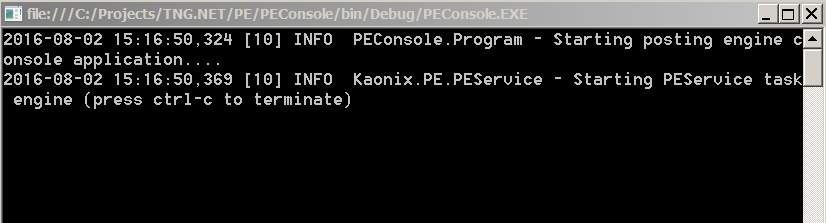 file:///C:/Projects/TNG.NET/PE/PEConsole/bin/Debug/PEConsole.EXE
2016-08-02 15:16:50,324 [10] INFO  PEConsole.Program - Starting posting engine c
onsole application....
2016-08-02 15:16:50,369 [10] INFO  Kaonix.PE.PEService - Starting PEService task
 engine (press ctrl-c to terminate)